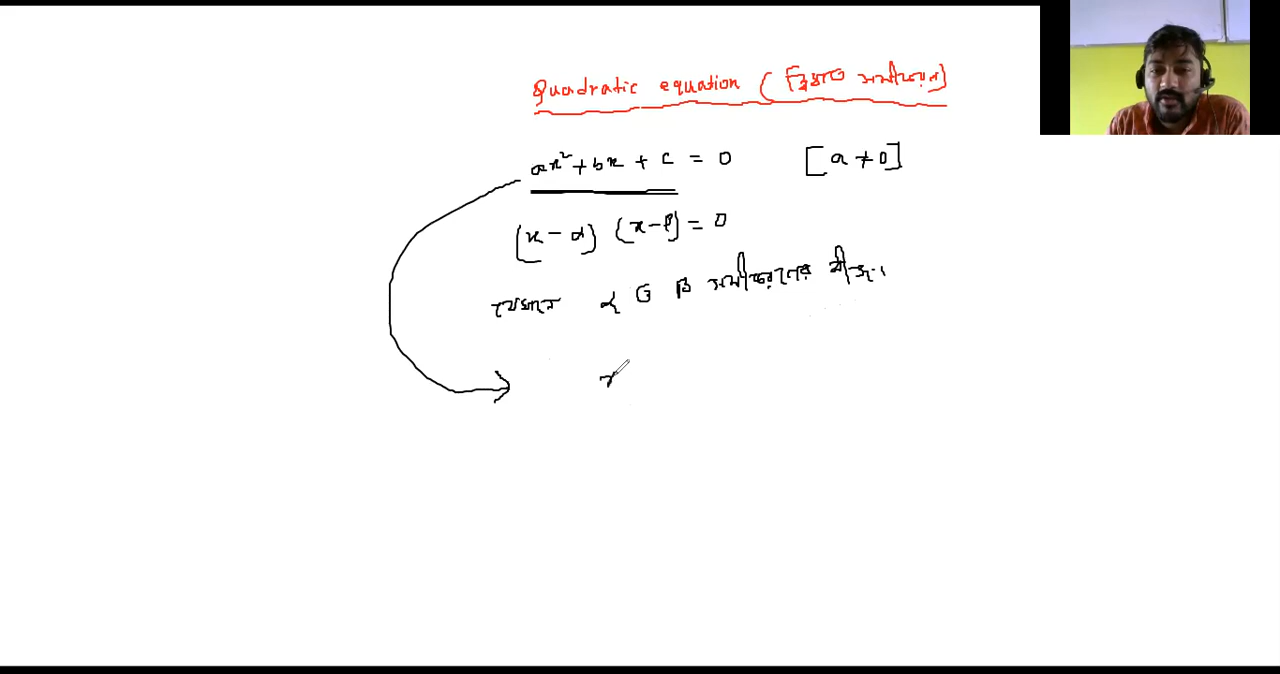 Quadratic equation (দ্বিঘাত সমীকরণ)
ax² + bx + c = 0 [a ≠ 0]
(x - α) (x - β) = 0
যেখানে α ও β সমীকরণের বীজ।